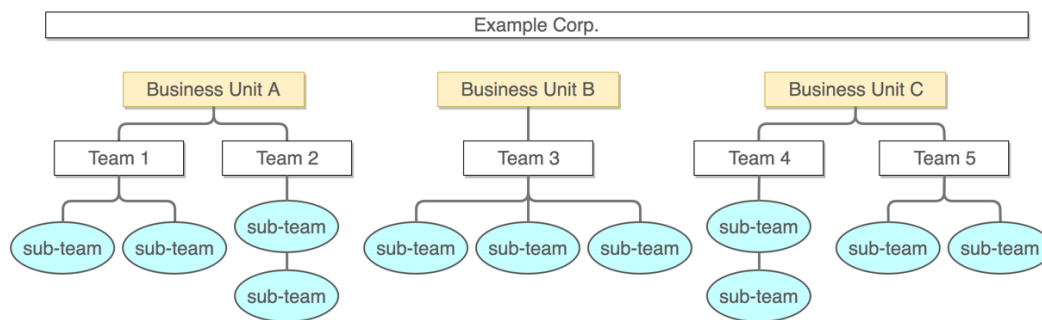 Example Corp.
Business Unit A
Business Unit B
Business Unit C
Team 1
Team 2
Team 3
Team 4
Team 5
sub-team
sub-team
sub-team
sub-team
sub-team
sub-team
sub-team
sub-team
sub-team
sub-team
sub-team